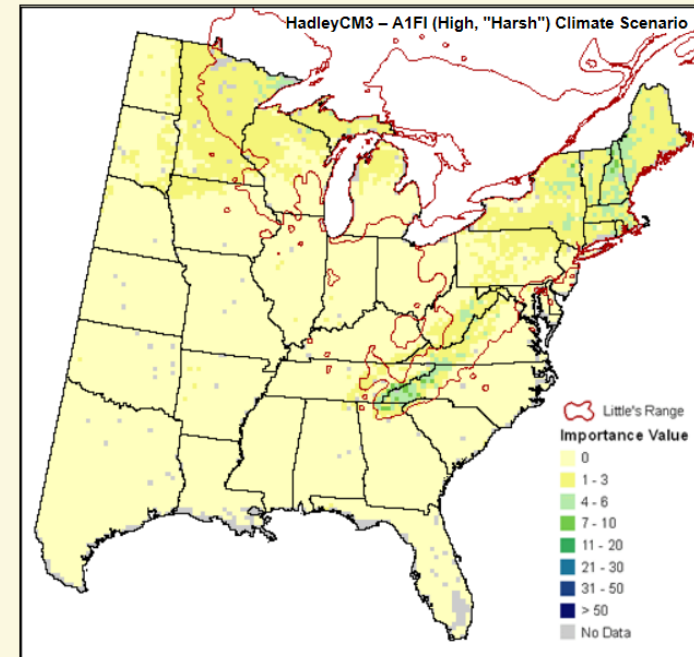 HadleyCM3 – A1FI (High, "Harsh") Climate Scenario
Little's Range
Importance Value
0
1 - 3
4 - 6
7 - 10
11 - 20
21 - 30
31 - 50
> 50
No Data